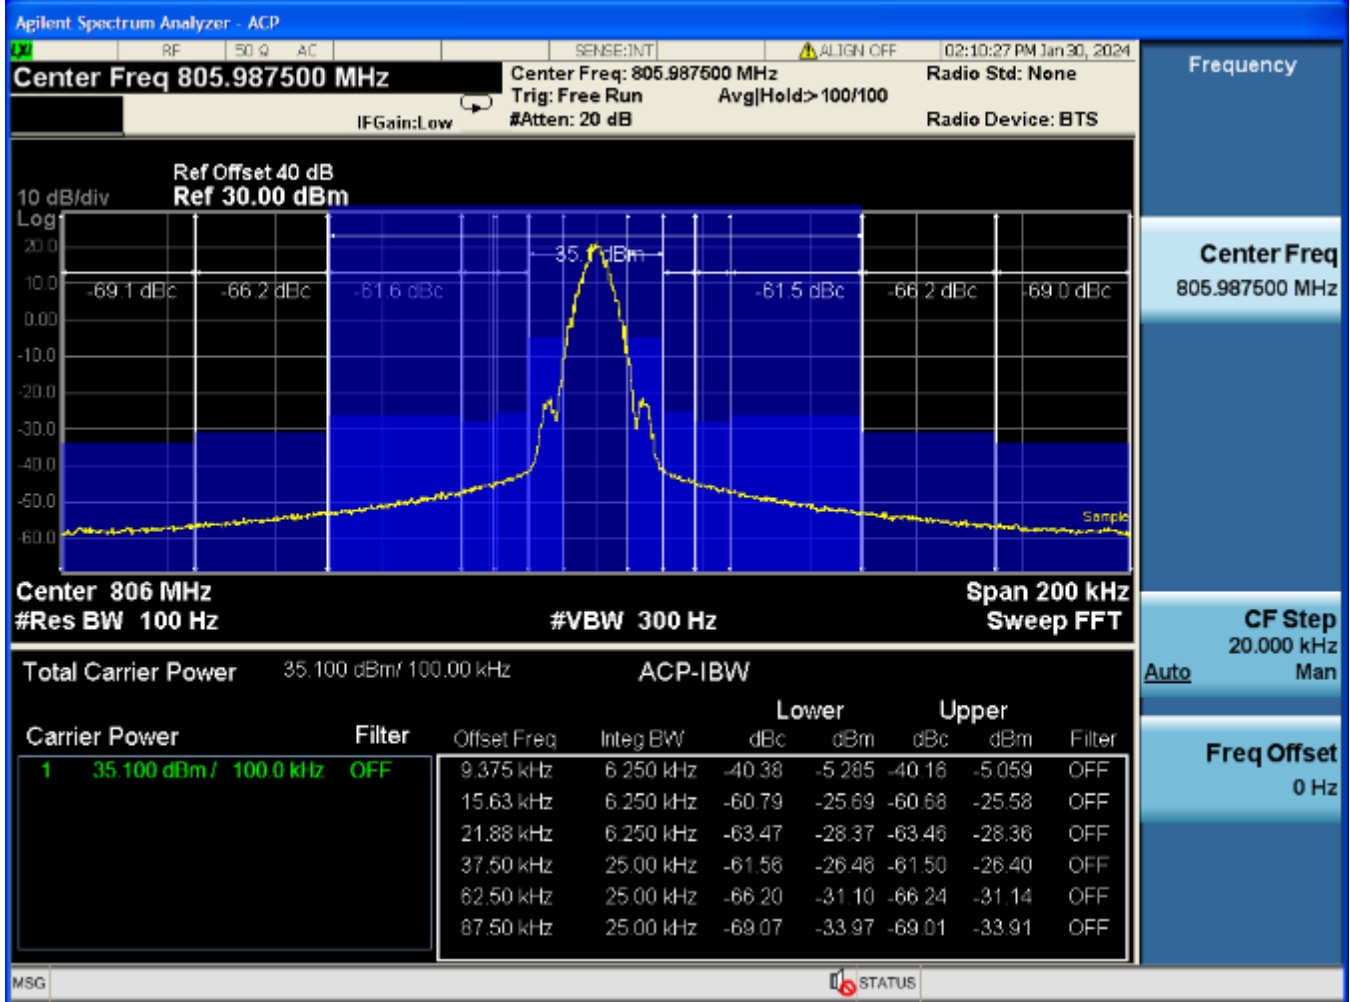 Agilent Spectrum Analyzer - ACP
LXI RF 50 Ω AC SENSE:INT ALIGN OFF 02:10:27 PM Jan 30, 2024
Center Freq 805.987500 MHz
Center Freq: 805.987500 MHz
Radio Std: None
Trig: Free Run Avg|Hold:>100/100
IFGain:Low #Atten: 20 dB
Radio Device: BTS
Ref Offset 40 dB
10 dB/div Ref 30.00 dBm
Log
20.0
35.1 dBm
10.0
-69.1 dBc -66.2 dBc -61.6 dBc -61.5 dBc -66.2 dBc -69.0 dBc
0.00
-10.0
-20.0
-30.0
-40.0
-50.0
Sample
-60.0
Center 806 MHz Span 200 kHz
#Res BW 100 Hz #VBW 300 Hz Sweep FFT
Total Carrier Power 35.100 dBm/ 100.00 kHz ACP-IBW
Lower Upper
Carrier Power Filter Offset Freq Integ BW dBc dBm dBc dBm Filter
1 35.100 dBm / 100.0 kHz OFF 9.375 kHz 6.250 kHz -40.38 -5.285 -40.16 -5.059 OFF
15.63 kHz 6.250 kHz -60.79 -25.69 -60.68 -25.58 OFF
21.88 kHz 6.250 kHz -63.47 -28.37 -63.46 -28.36 OFF
37.50 kHz 25.00 kHz -61.56 -26.46 -61.50 -26.40 OFF
62.50 kHz 25.00 kHz -66.20 -31.10 -66.24 -31.14 OFF
87.50 kHz 25.00 kHz -69.07 -33.97 -69.01 -33.91 OFF
MSG STATUS
Frequency
Center Freq
805.987500 MHz
CF Step
20.000 kHz
Auto Man
Freq Offset
0 Hz